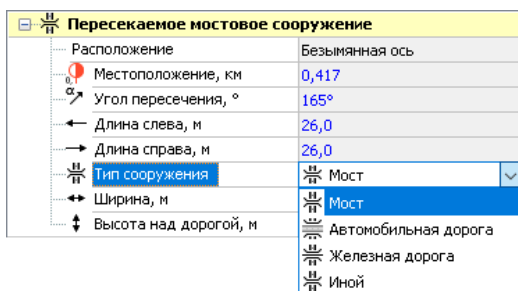 Пересекаемое мостовое сооружение
Расположение Безымянная ось
Местоположение, км 0,417
Угол пересечения, ° 165°
Длина слева, м 26,0
Длина справа, м 26,0
Тип сооружения Мост
Ширина, м Мост
Высота над дорогой, м Автомобильная дорога
Железная дорога
Иной